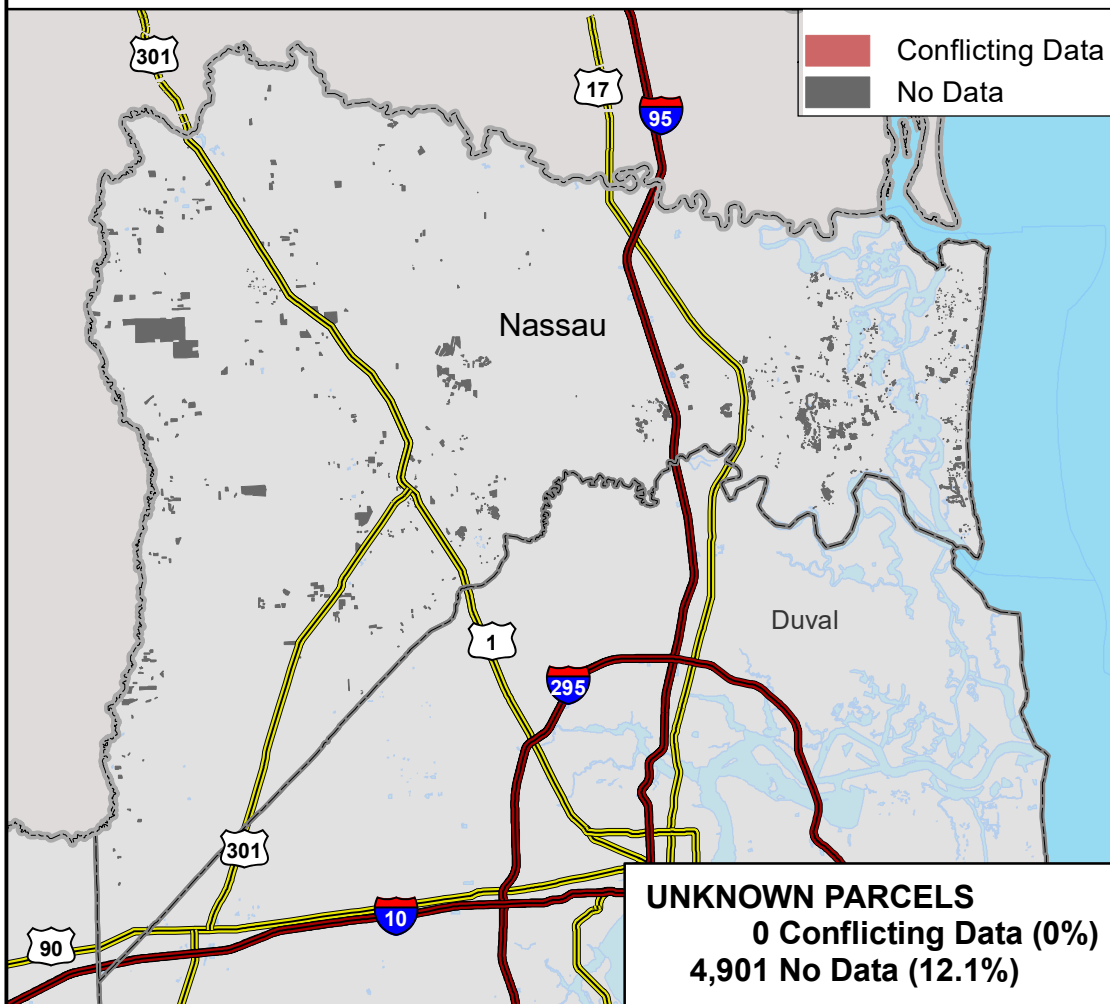 301
17
95
Conflicting Data
No Data
Nassau
Duval
1
295
301
10
90
UNKNOWN PARCELS
0 Conflicting Data (0%)
4,901 No Data (12.1%)